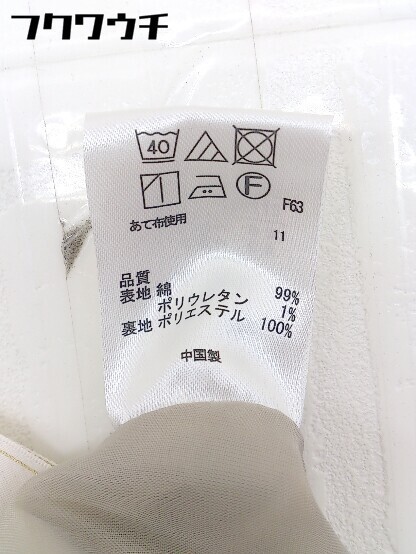 フクワウチ
40
F
F63
あて布使用
11
品質
表地 綿 99%
ポリウレタン 1%
裏地 ポリエステル 100%
中国製